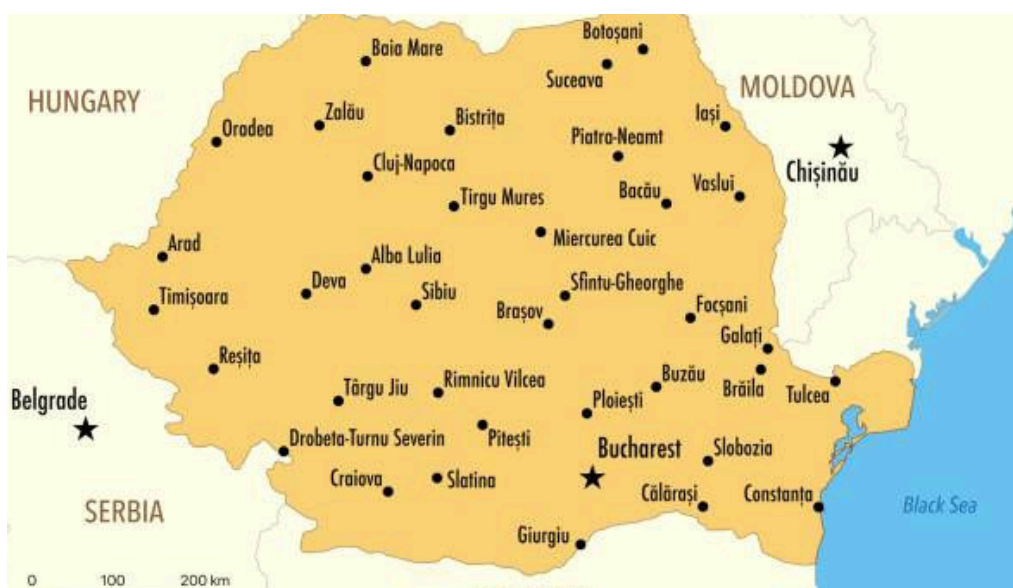 Botoșani
Baia Mare
Suceava
MOLDOVA
HUNGARY
Zalău
Bistrița
Iași
Oradea
Piatra-Neamt
Cluj-Napoca
Chișinău
Tirgu Mures
Bacău
Vaslui
Arad
Miercurea Cuic
Alba Lulia
Deva
Sfintu-Gheorghe
Timișoara
Sibiu
Brașov
Focșani
Galați
Reșița
Rimnicu Vilcea
Buzău
Târgu Jiu
Brăila
Tulcea
Belgrade
Ploiești
Drobeta-Turnu Severin
Pitești
Bucharest
Slobozia
Craiova
Slatina
Călărași
Constanța
Black Sea
SERBIA
Giurgiu
0 100 200 km